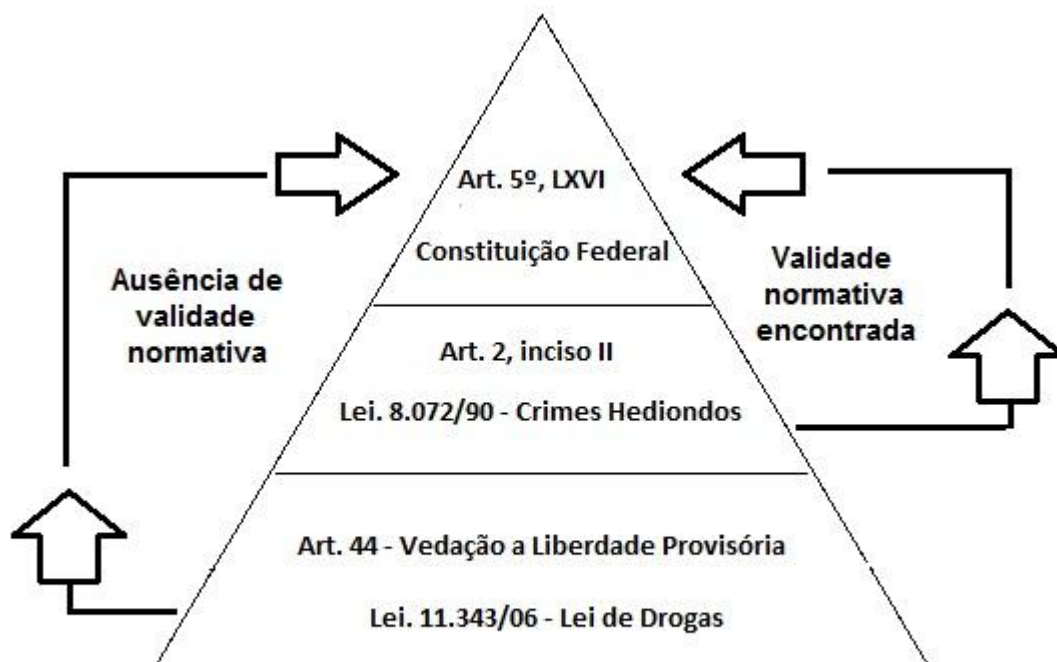 Art. 5º, LXVI
Constituição Federal
Ausência de
validade
normativa
Validade
normativa
encontrada
Art. 2, inciso II
Lei. 8.072/90 - Crimes Hediondos
Art. 44 - Vedação a Liberdade Provisória
Lei. 11.343/06 - Lei de Drogas